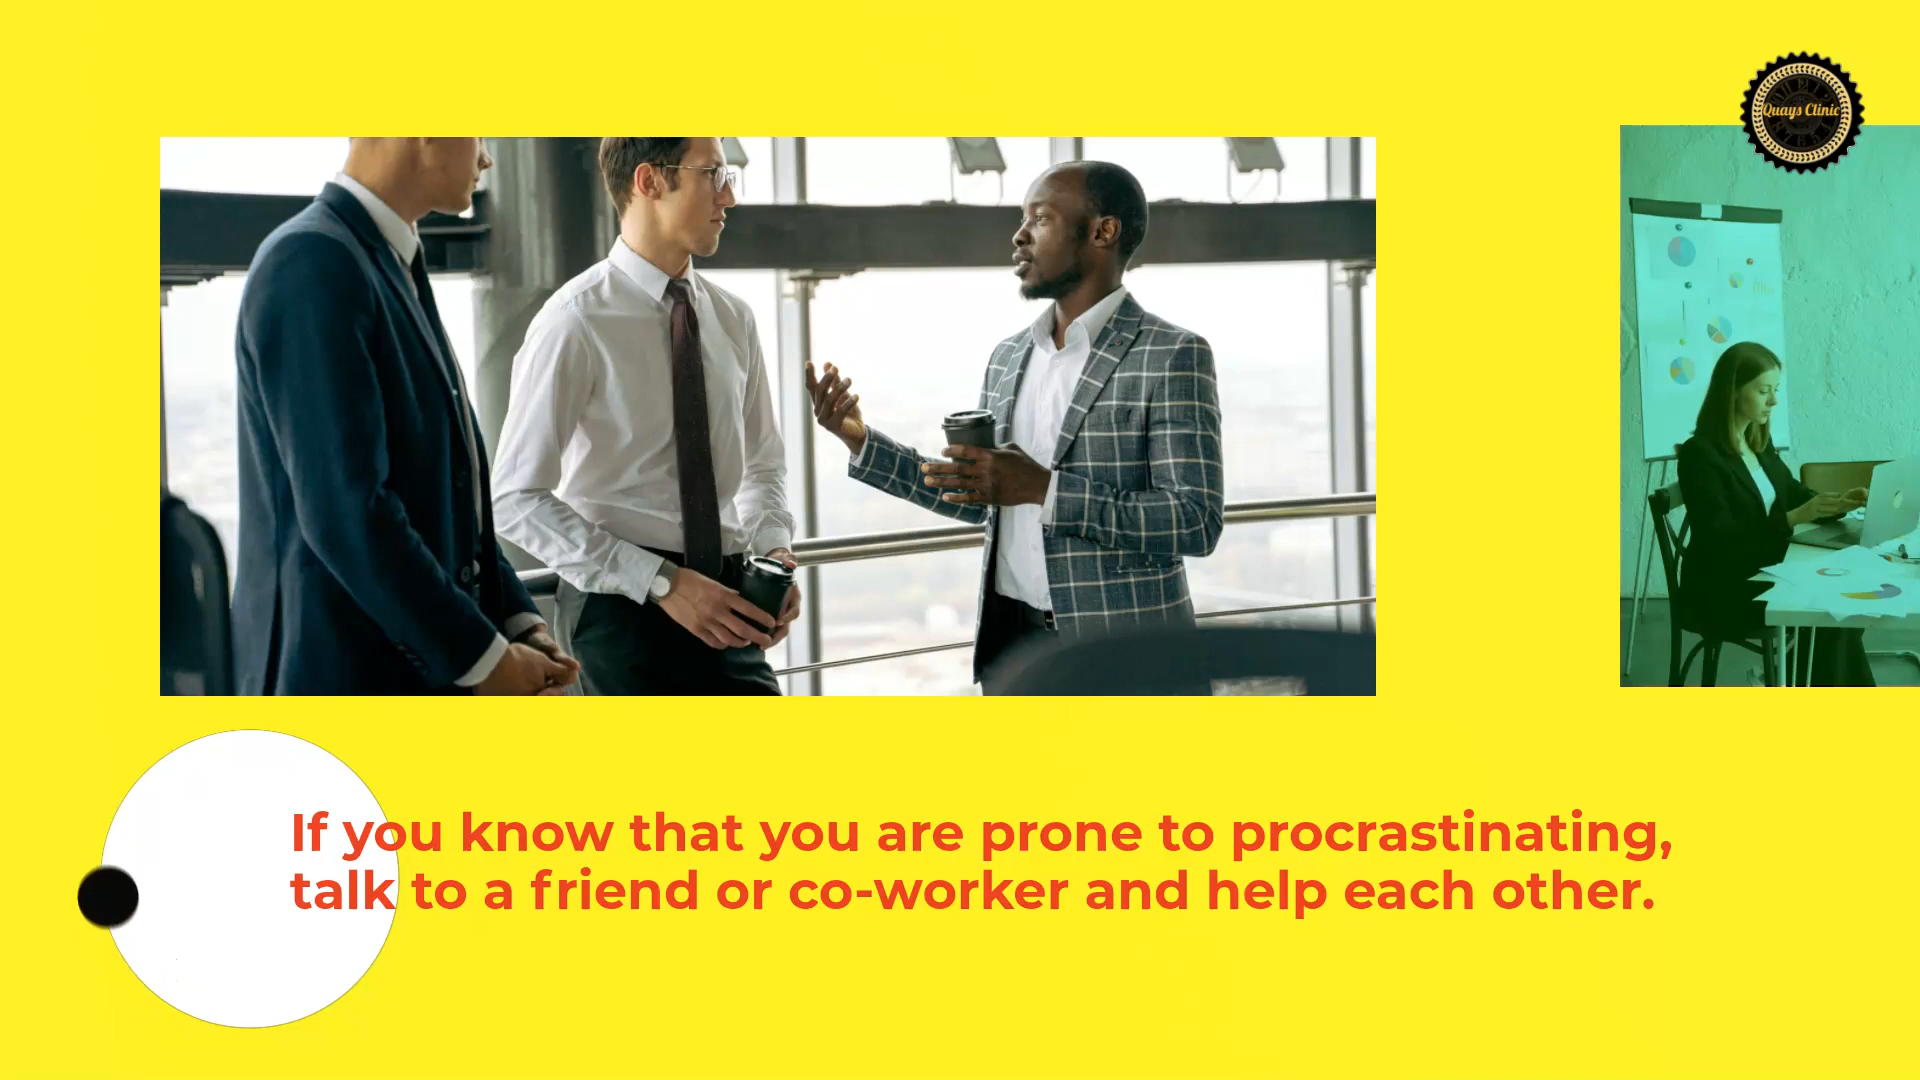 Quays Clinic
If you know that you are prone to procrastinating,
talk to a friend or co-worker and help each other.